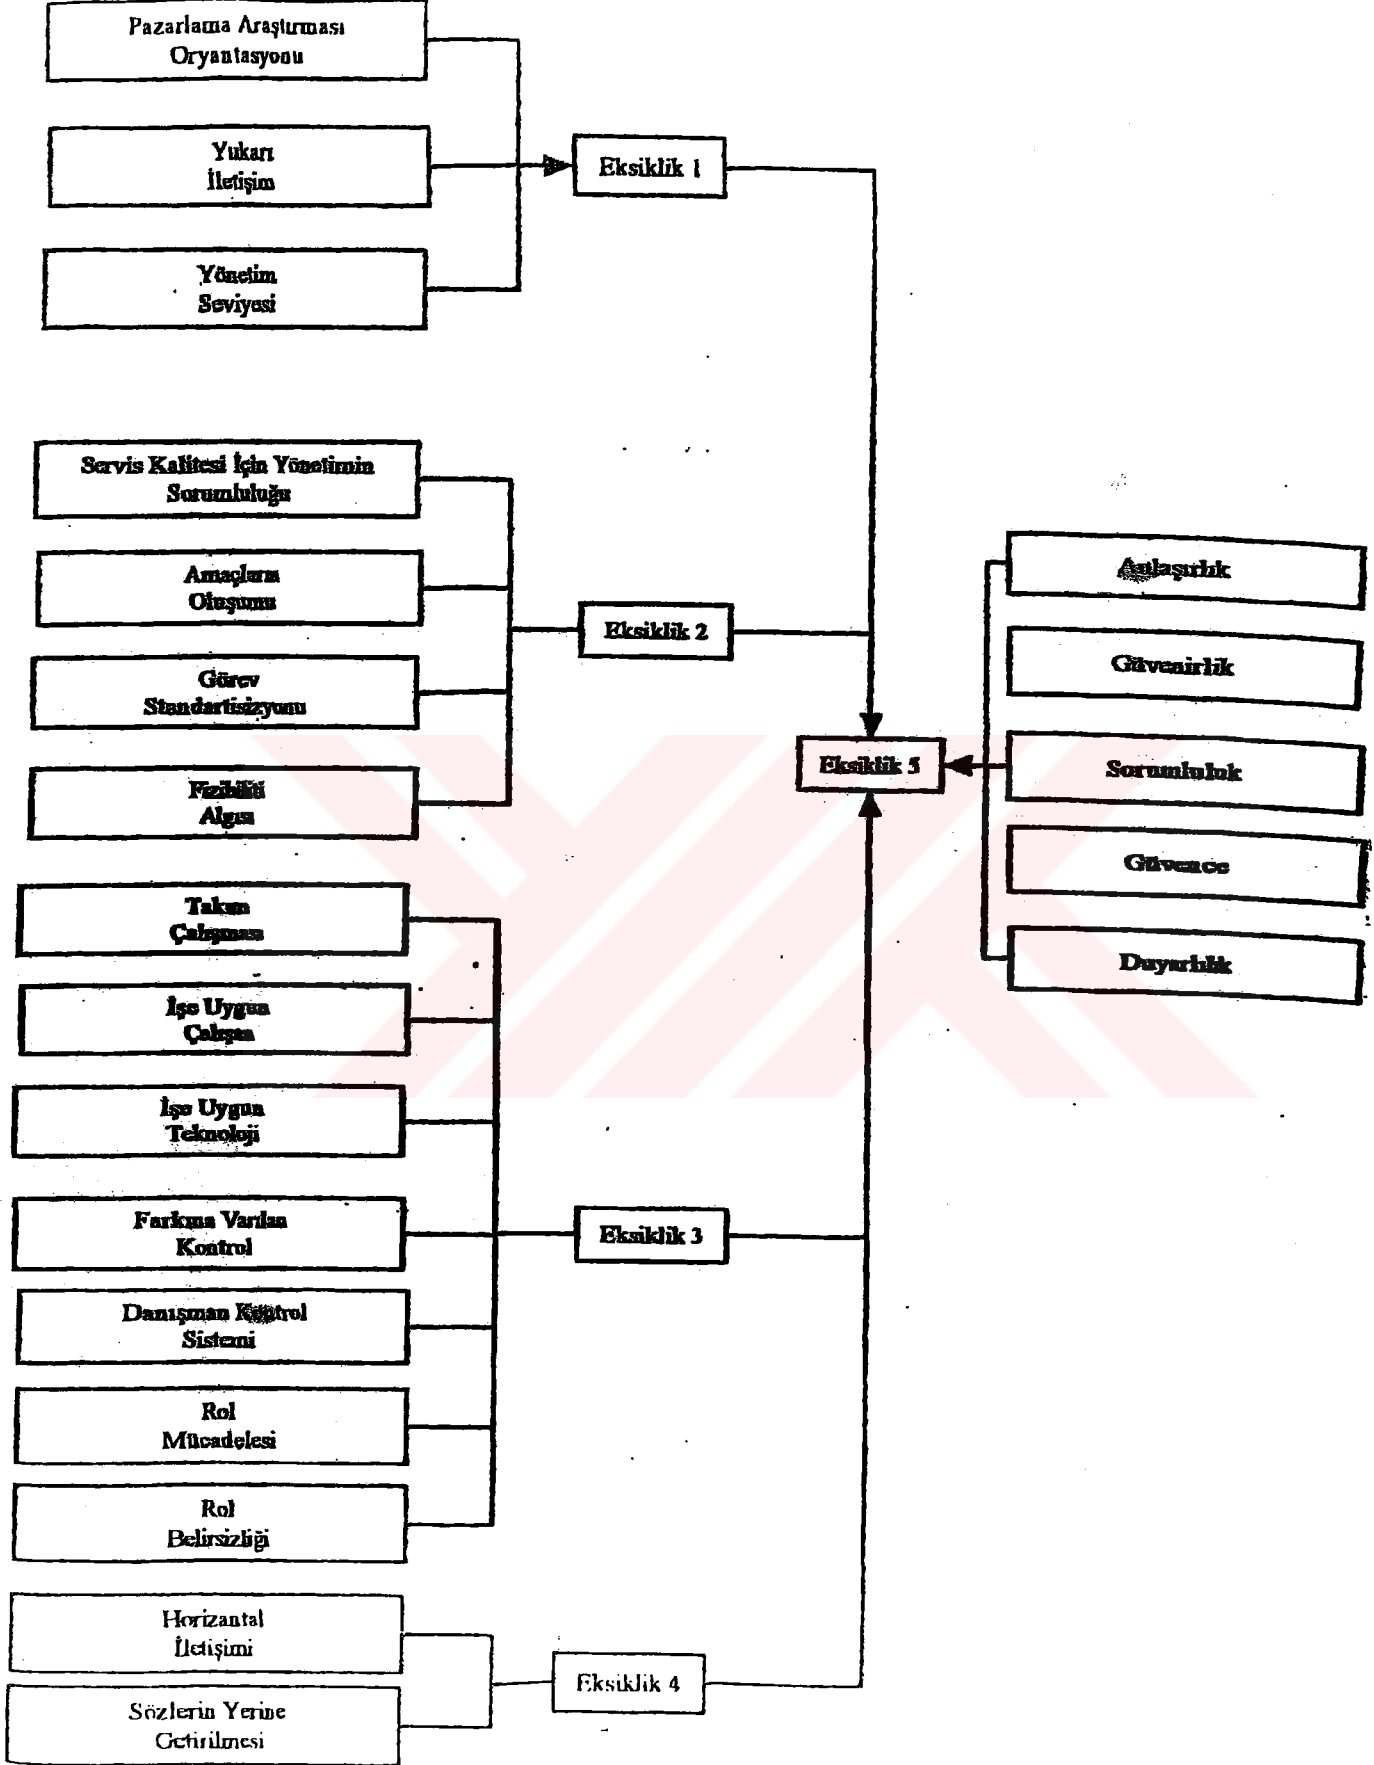 Pazarlama Araştırması
Oryantasyonu
Yukarı
İletişim
Eksiklik 1
Yönetim
Seviyesi
Servis Kalitesi İçin Yönetimin
Sorumluluğu
Amaçların
Oluşumu
Eksiklik 2
Görev
Standartisizyonu
Fizibiliti
Algısı
Eksiklik 5
Anlaşırlık
Güvenirlik
Sorumluluk
Güvence
Duyarlılık
Takım
Çalışması
İşe Uygun
Çalışma
İşe Uygun
Teknoloji
Farkına Varılan
Kontrol
Eksiklik 3
Danışman Kontrol
Sistemi
Rol
Mücadelesi
Rol
Belirsizliği
Horizantal
İletişimi
Eksiklik 4
Sözlerin Yerine
Getirilmesi